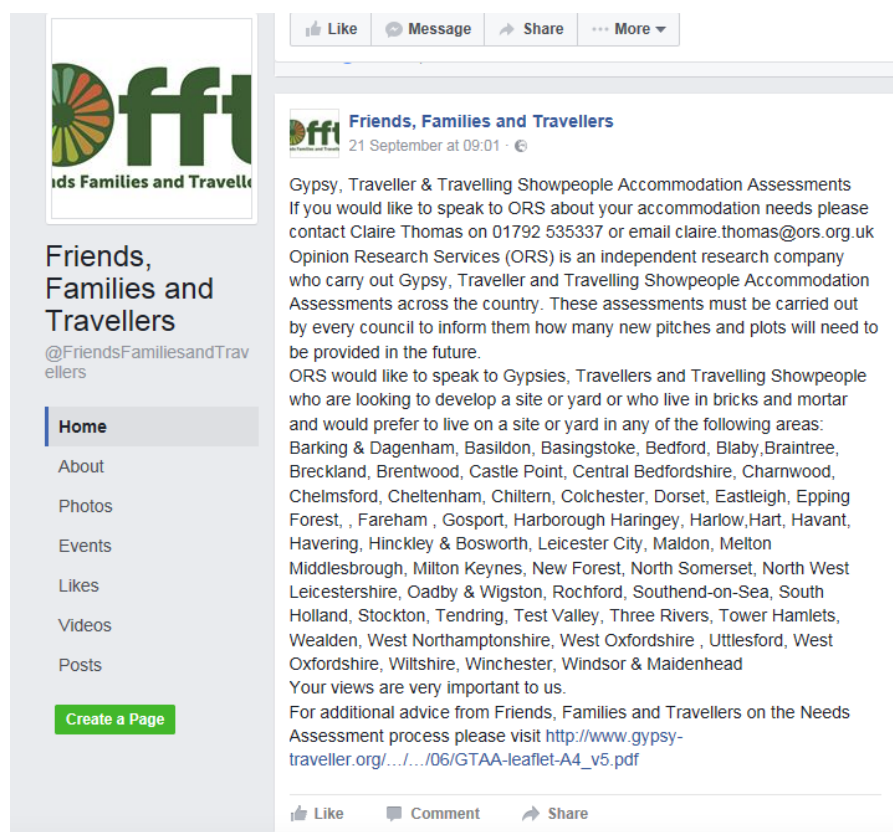 Like Message Share More
fft
ds Families and Travelle
Friends,
Families and
Travellers
@FriendsFamiliesandTrav
ellers
Home
About
Photos
Events
Likes
Videos
Posts
Create a Page
fft
Friends, Families and Travellers
21 September at 09:01 ·
Gypsy, Traveller & Travelling Showpeople Accommodation Assessments
If you would like to speak to ORS about your accommodation needs please
contact Claire Thomas on 01792 535337 or email claire.thomas@ors.org.uk
Opinion Research Services (ORS) is an independent research company
who carry out Gypsy, Traveller and Travelling Showpeople Accommodation
Assessments across the country. These assessments must be carried out
by every council to inform them how many new pitches and plots will need to
be provided in the future.
ORS would like to speak to Gypsies, Travellers and Travelling Showpeople
who are looking to develop a site or yard or who live in bricks and mortar
and would prefer to live on a site or yard in any of the following areas:
Barking & Dagenham, Basildon, Basingstoke, Bedford, Blaby,Braintree,
Breckland, Brentwood, Castle Point, Central Bedfordshire, Charnwood,
Chelmsford, Cheltenham, Chiltern, Colchester, Dorset, Eastleigh, Epping
Forest, , Fareham , Gosport, Harborough Haringey, Harlow,Hart, Havant,
Havering, Hinckley & Bosworth, Leicester City, Maldon, Melton
Middlesbrough, Milton Keynes, New Forest, North Somerset, North West
Leicestershire, Oadby & Wigston, Rochford, Southend-on-Sea, South
Holland, Stockton, Tendring, Test Valley, Three Rivers, Tower Hamlets,
Wealden, West Northamptonshire, West Oxfordshire , Uttlesford, West
Oxfordshire, Wiltshire, Winchester, Windsor & Maidenhead
Your views are very important to us.
For additional advice from Friends, Families and Travellers on the Needs
Assessment process please visit http://www.gypsy-
traveller.org/…/…/06/GTAA-leaflet-A4_v5.pdf
Like Comment Share